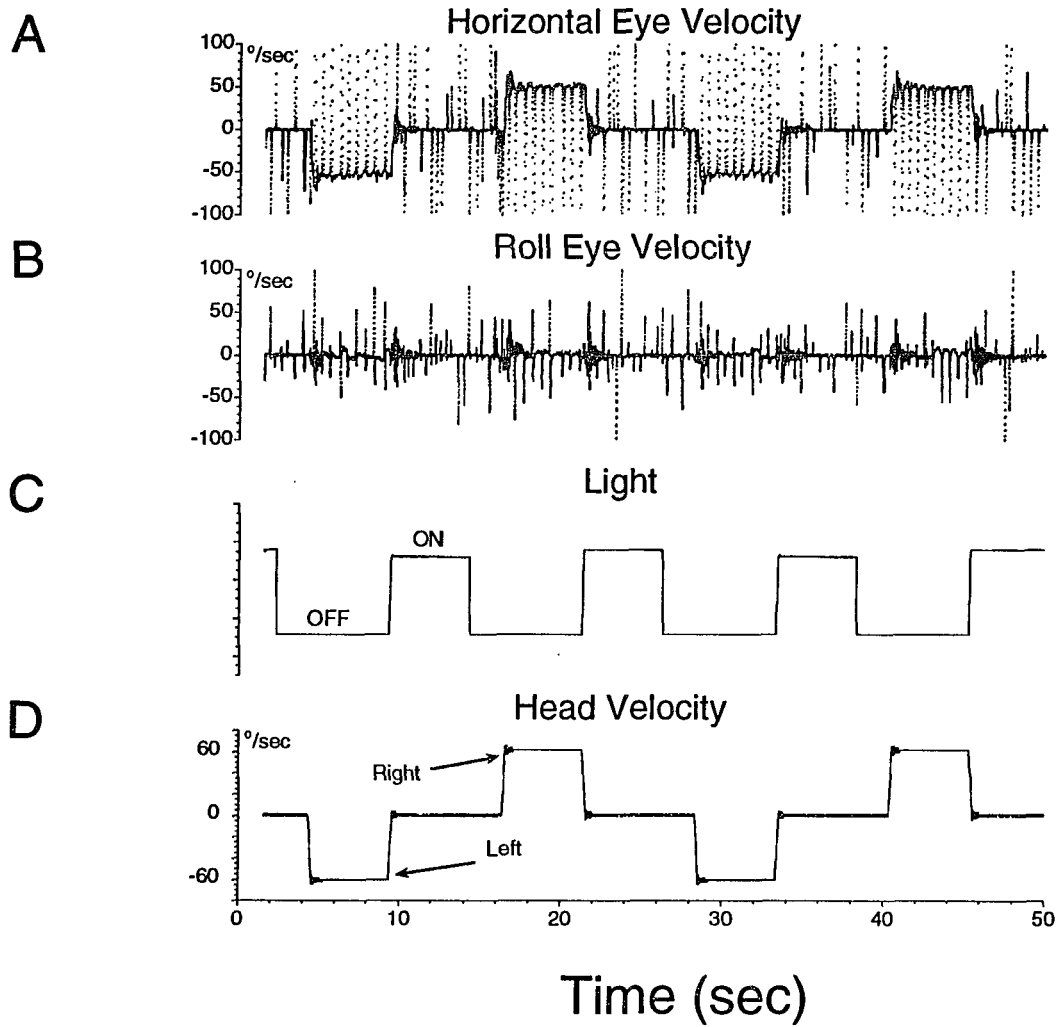 A
Horizontal Eye Velocity
100
°/sec
50
0
-50
-100
B
Roll Eye Velocity
100
°/sec
50
0
-50
-100
C
Light
ON
OFF
D
Head Velocity
°/sec
60
Right
0
Left
-60
0 10 20 30 40 50
Time (sec)